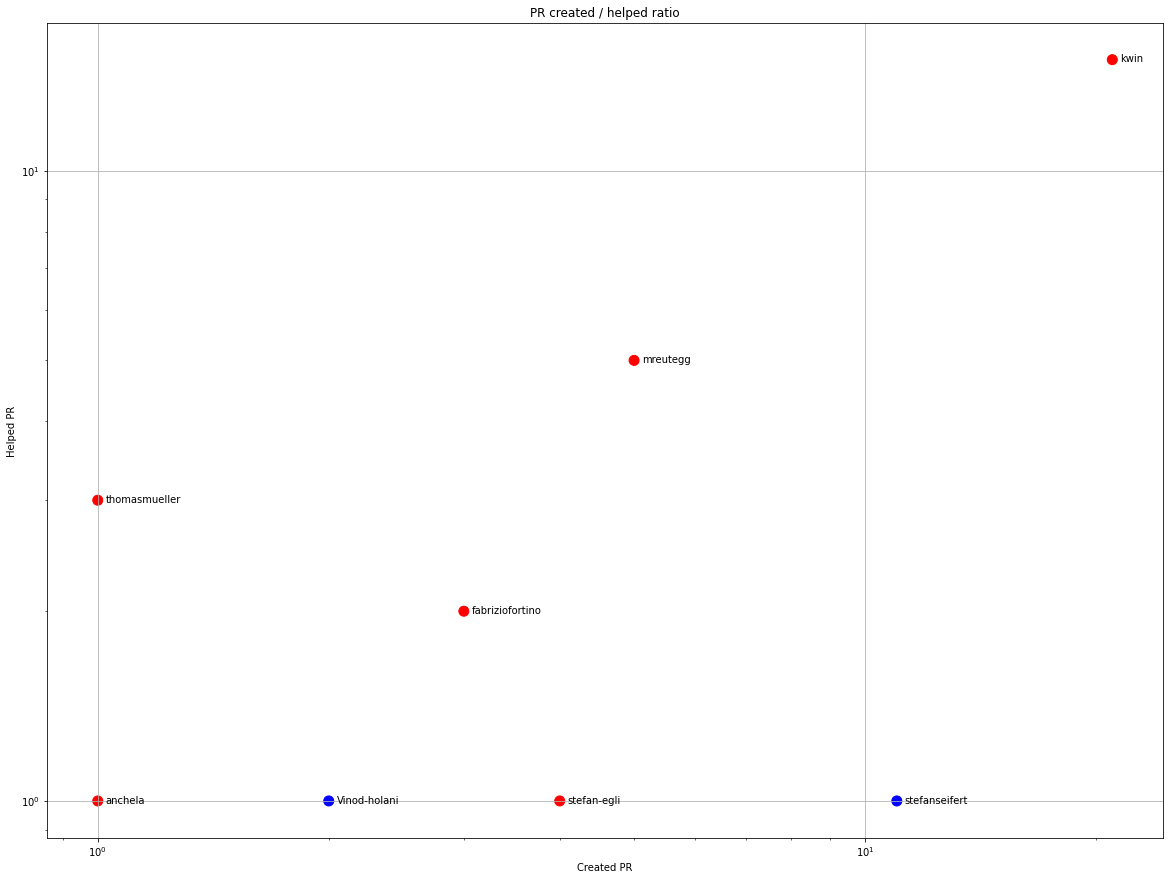 PR created / helped ratio
kwin
10¹
mreutegg
Helped PR
thomasmueller
fabriziofortino
10⁰
anchela
Vinod-holani
stefan-egli
stefanseifert
10⁰
10¹
Created PR